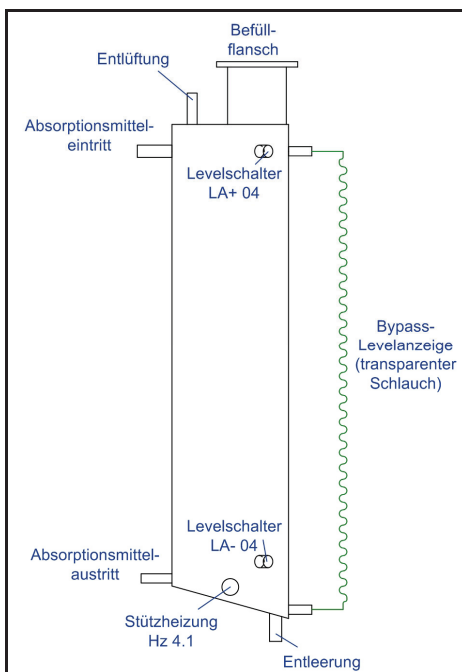 Befüll-
flansch
Entlüftung
Absorptionsmittel-
eintritt
Levelschalter
LA+ 04
Bypass-
Levelanzeige
(transparenter
Schlauch)
Levelschalter
LA- 04
Absorptionsmittel-
austritt
Stützheizung
Hz 4.1
Entleerung